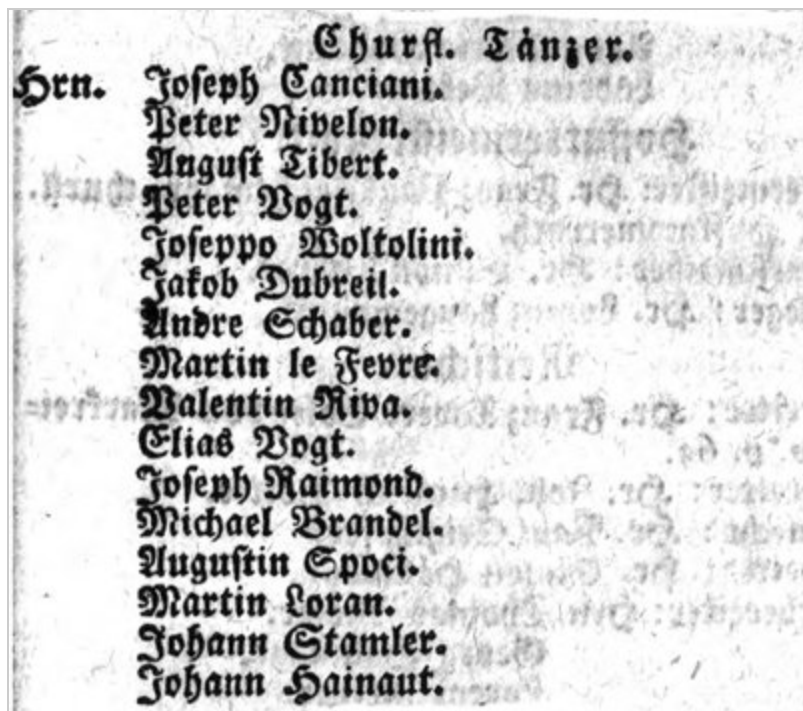 Churfl. Tänzer.
Hrn. Joseph Canciani.
Peter Nivelon.
August Tibert.
Peter Vogt.
Joseppo Woltolini.
Jakob Dubreil.
Andre Schaber.
Martin le Fevre.
Valentin Riva.
Elias Vogt.
Joseph Raimond.
Michael Brandel.
Augustin Spoci.
Martin Loran.
Johann Stamler.
Johann Hainaut.